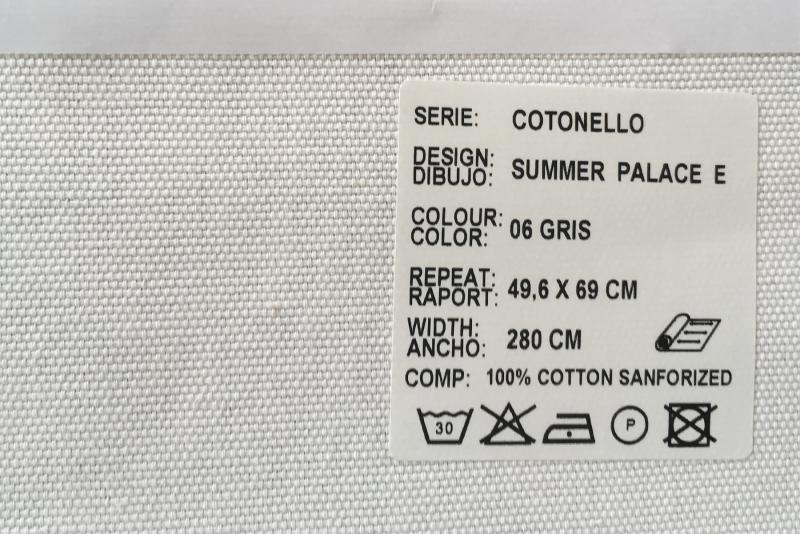 SERIE: COTONELLO
DESIGN:
DIBUJO: SUMMER PALACE E
COLOUR:
COLOR: 06 GRIS
REPEAT:
RAPORT: 49,6 X 69 CM
WIDTH:
ANCHO: 280 CM
COMP: 100% COTTON SANFORIZED
30 P